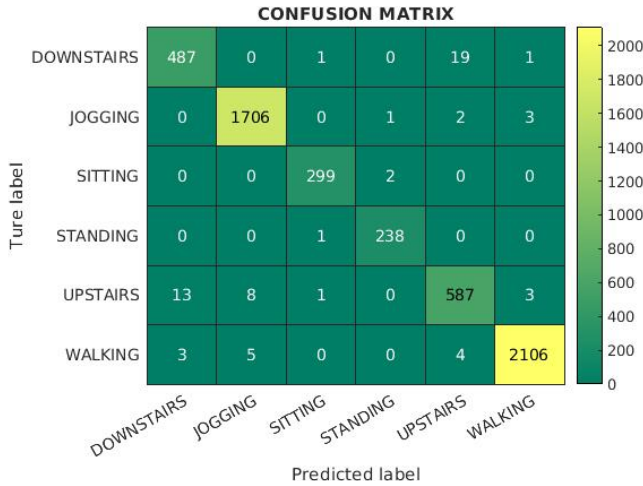 CONFUSION MATRIX
DOWNSTAIRS 487 0 1 0 19 1
JOGGING 0 1706 0 1 2 3
SITTING 0 0 299 2 0 0
STANDING 0 0 1 238 0 0
UPSTAIRS 13 8 1 0 587 3
WALKING 3 5 0 0 4 2106
DOWNSTAIRS JOGGING SITTING STANDING UPSTAIRS WALKING
Predicted label
Ture label
2000
1800
1600
1400
1200
1000
800
600
400
200
0